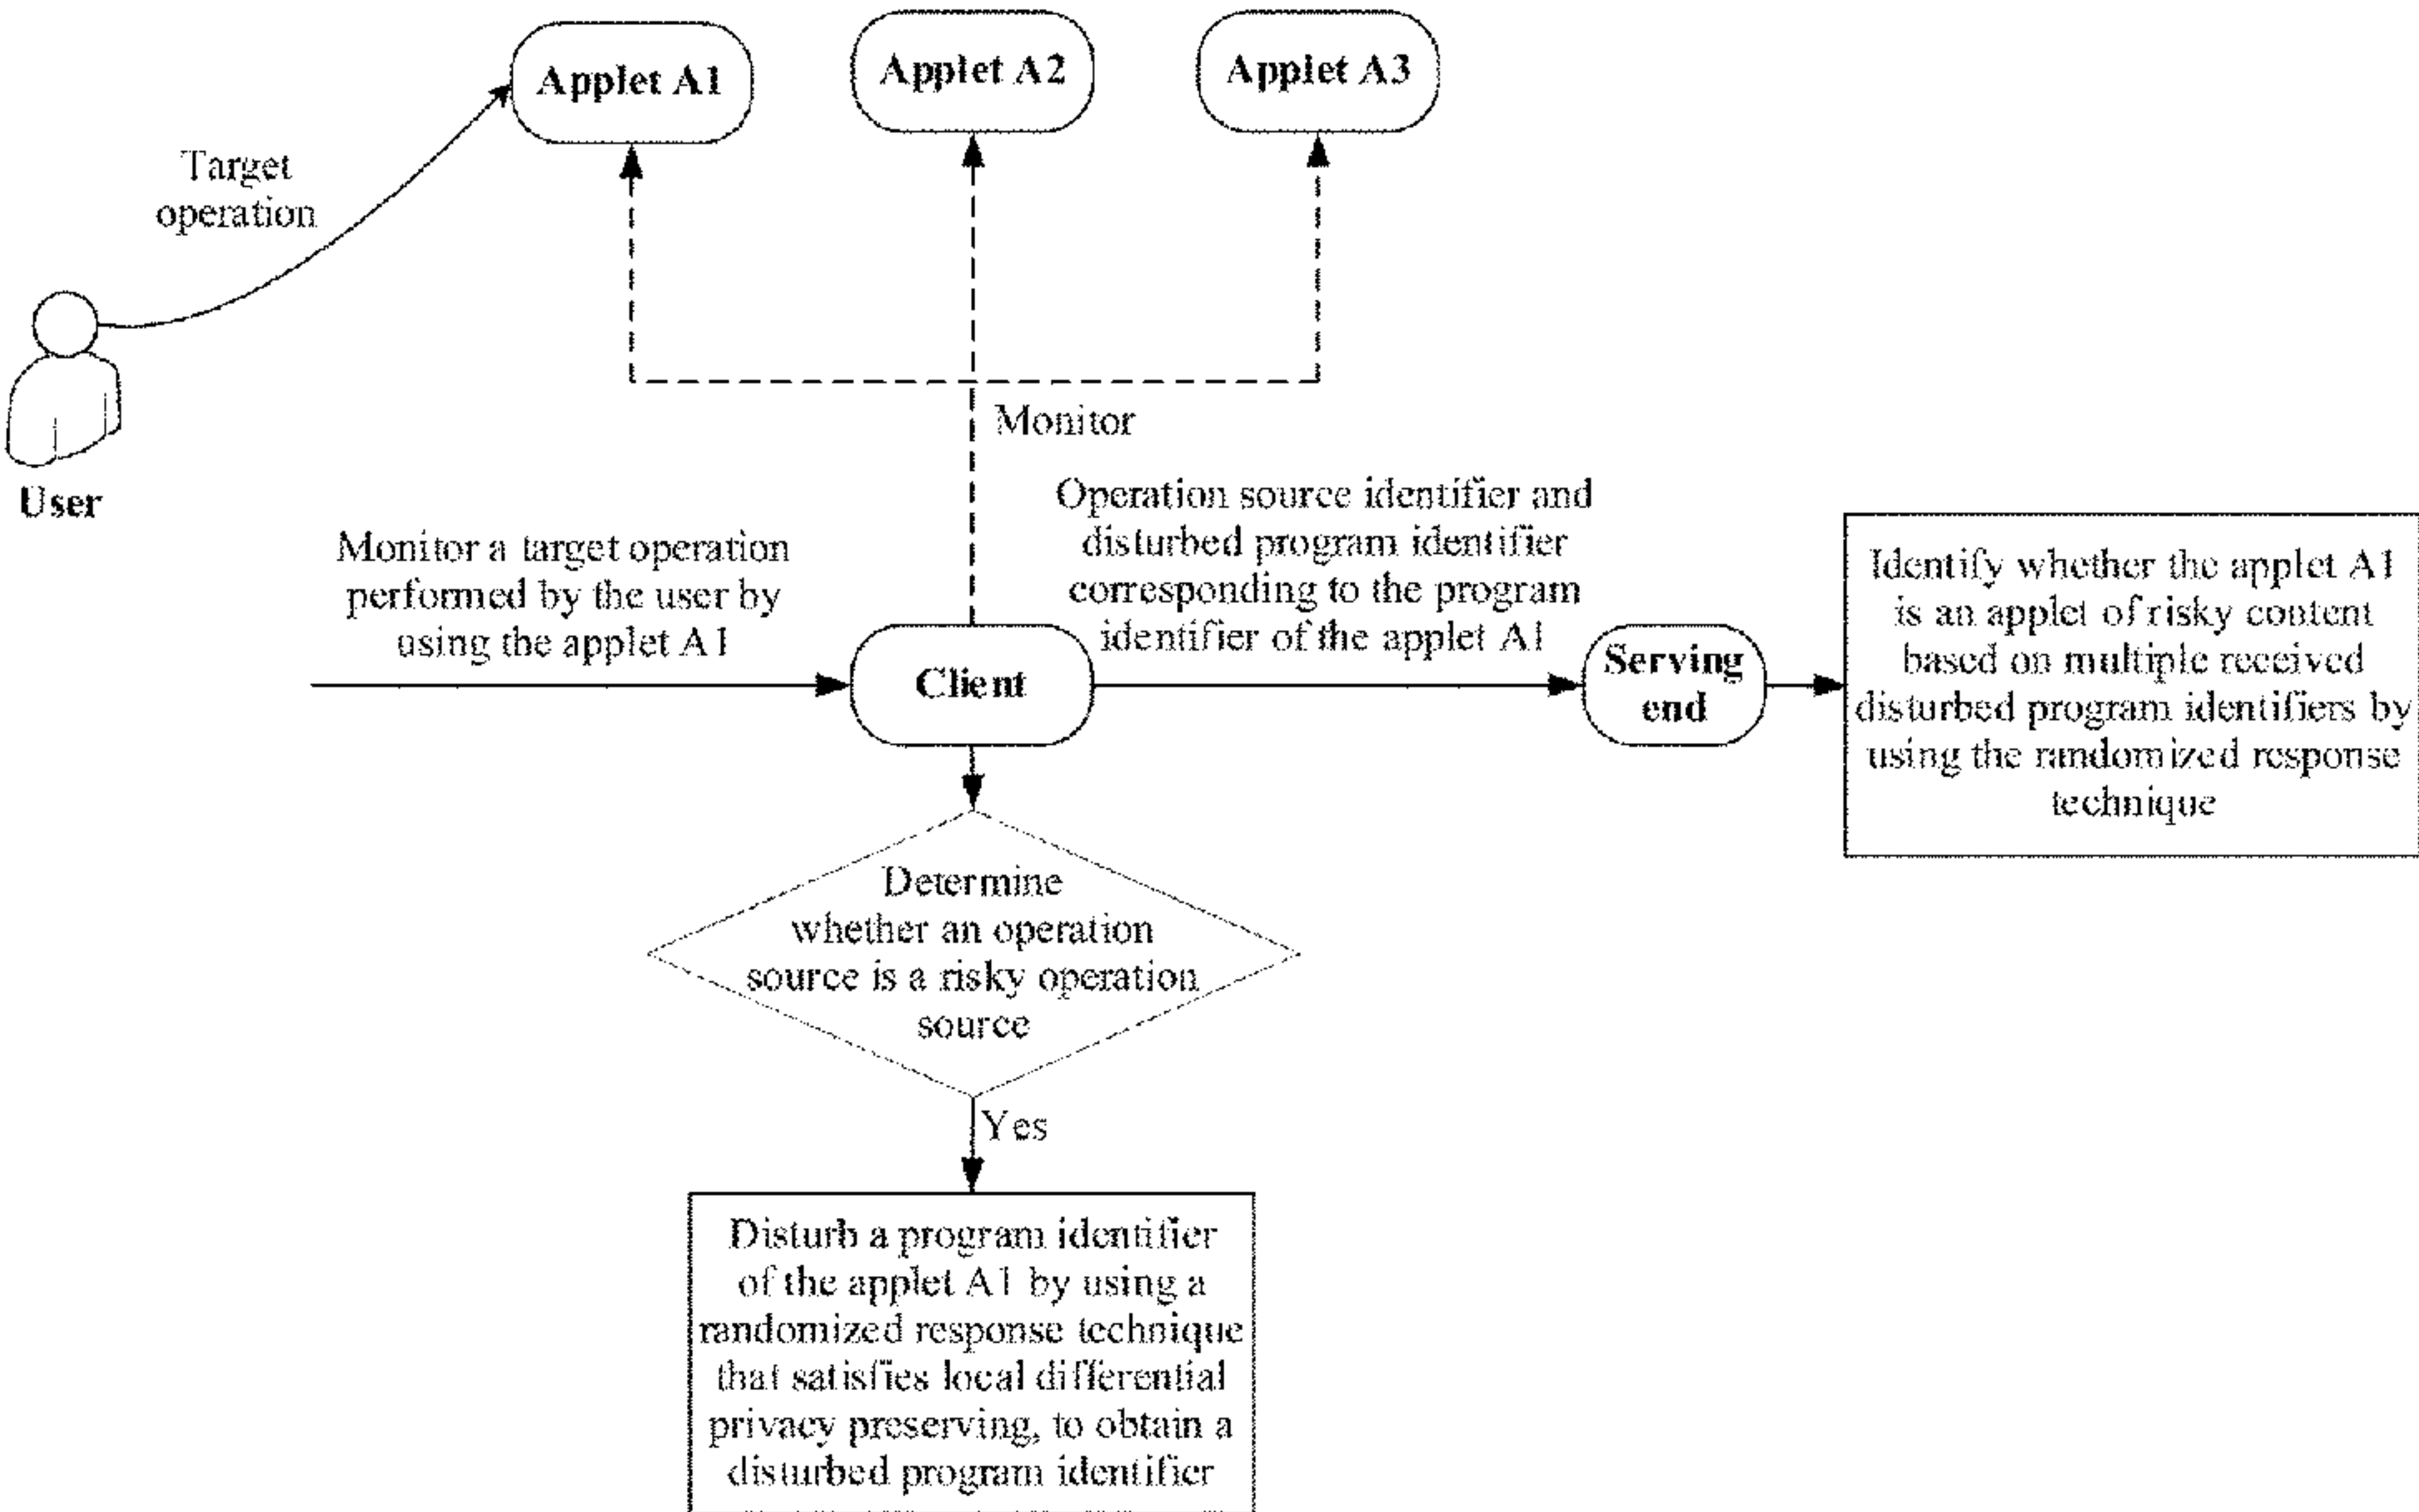 Applet A1
Applet A2
Applet A3
Target
operation
User
Monitor
Monitor a target operation
performed by the user by
using the applet A1
Operation source identifier and
disturbed program identifier
corresponding to the program
identifier of the applet A1
Client
Serving
end
Identify whether the applet A1
is an applet of risky content
based on multiple received
disturbed program identifiers by
using the randomized response
technique
Determine
whether an operation
source is a risky operation
source
Yes
Disturb a program identifier
of the applet A1 by using a
randomized response technique
that satisfies local differential
privacy preserving, to obtain a
disturbed program identifier